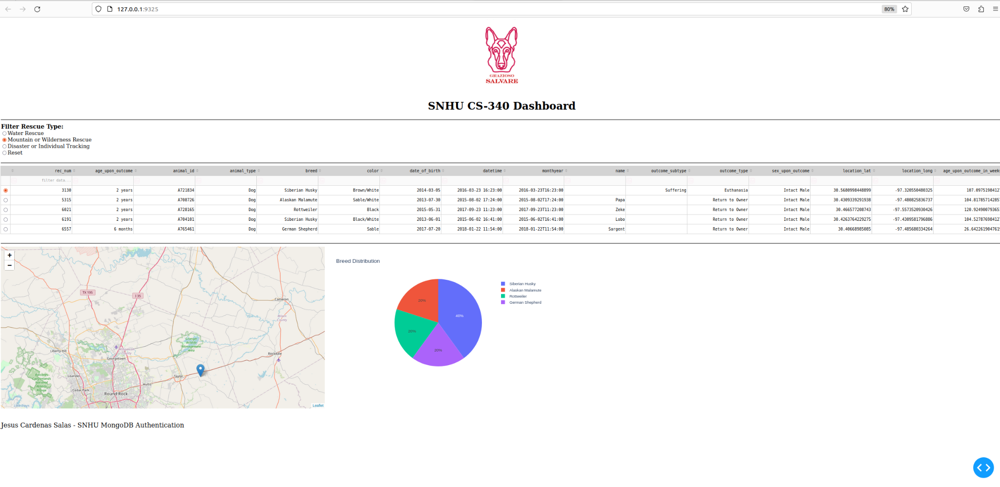 127.0.0.1:9325 80%
GRAZIOSO
SALVARE
SNHU CS-340 Dashboard
Filter Rescue Type:
Water Rescue
Mountain or Wilderness Rescue
Disaster or Individual Tracking
Reset
rec_num age_upon_outcome animal_id animal_type breed color date_of_birth datetime monthyear name outcome_subtype outcome_type sex_upon_outcome location_lat location_long age_upon_outcome_in_weeks
filter data...
3130 2 years A721834 Dog Siberian Husky Brown/White 2014-03-05 2016-03-23 16:23:00 2016-03-23T16:23:00 Suffering Euthanasia Intact Male 30.5680998448899 -97.320550480325 107.09751984127
5315 2 years A708726 Dog Alaskan Malamute Sable/White 2013-07-30 2015-08-02 17:24:00 2015-08-02T17:24:00 Papa Return to Owner Intact Male 30.4309339291938 -97.480825836737 104.81785714285
6021 2 years A728165 Dog Rottweiler Black 2015-05-31 2017-09-23 11:23:00 2017-09-23T11:23:00 Zeke Return to Owner Intact Male 30.466577208743 -97.5573520930426 120.92490079365
6191 2 years A704101 Dog Siberian Husky Black/White 2013-06-01 2015-06-02 16:41:00 2015-06-02T16:41:00 Lobo Return to Owner Intact Male 30.4263764229275 -97.4309581796886 104.52787698412
6557 6 months A765461 Dog German Shepherd Sable 2017-07-20 2018-01-22 11:54:00 2018-01-22T11:54:00 Sargent Return to Owner Intact Male 30.40668985085 -97.485680334264 26.642261904761
+
−
TX 195
I 35
Cameron
Milam
County
Granger
Wildlife
Management
Area
Liberty Hill
Williamson
County
Georgetown
Rockdale
Leander
Taylor
Balcones
Canyonlands
National
Wildlife
Refuge
Hutto
Cedar Park
Round Rock
Lake Travis
Leaflet
Breed Distribution
40%
20%
20%
20%
Siberian Husky
Alaskan Malamute
Rottweiler
German Shepherd
Jesus Cardenas Salas - SNHU MongoDB Authentication